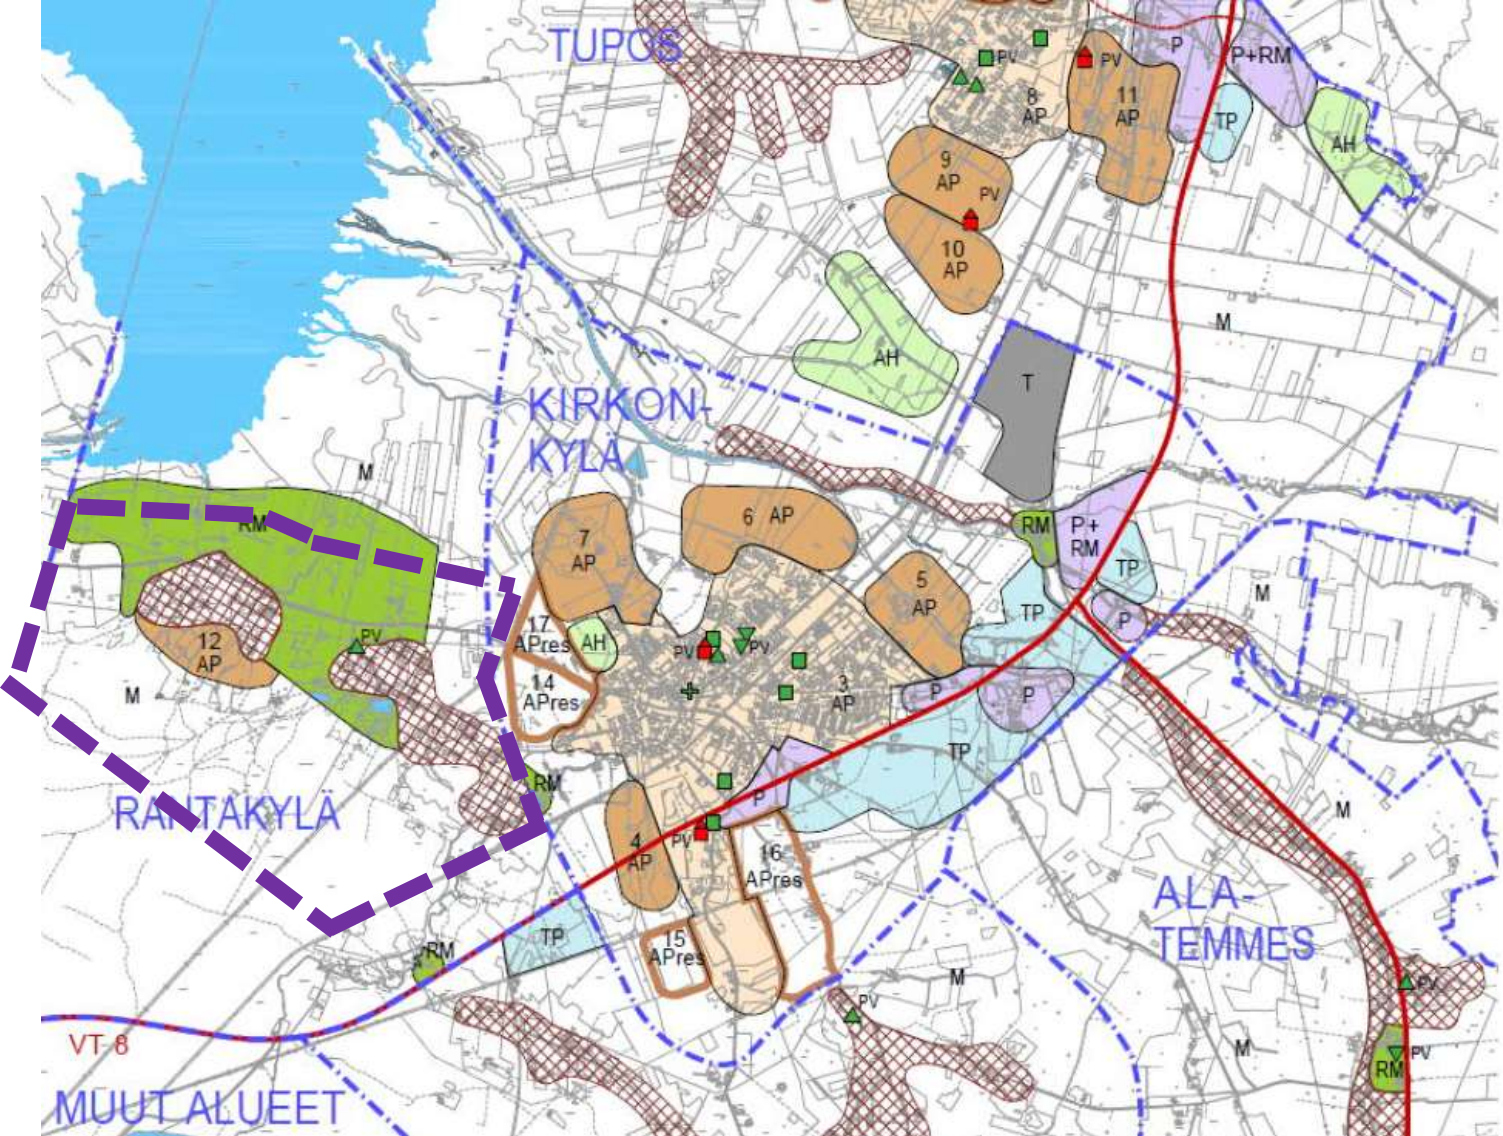 TUPOS
P
P+RM
PV
PV
8
AP
11
AP
TP
AH
9
AP
PV
10
AP
M
AH
T
KIRKON-
KYLÄ
M
RM
7
AP
6 AP
RM
P+
RM
TP
5
AP
TP
M
P
12
AP
PV
17
APres
AH
PV
PV
M
14
APres
3
AP
P
P
TP
RM
P
M
RANTAKYLÄ
4
AP
PV
16
APres
ALA-
TEMMES
RM
TP
15
APres
M
PV
PV
VT 8
M
PV
RM
MUUT ALUEET